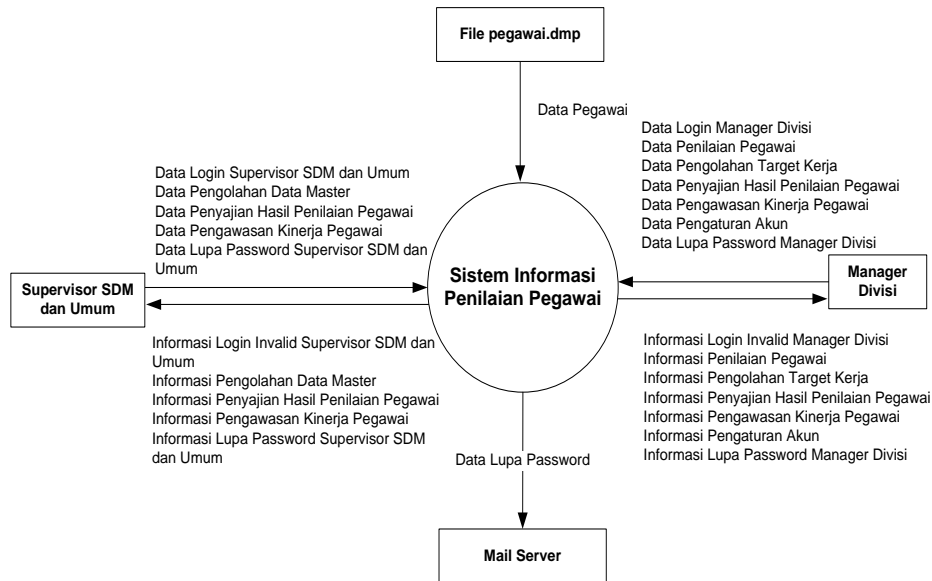 File pegawai.dmp
Data Pegawai
Data Login Manager Divisi
Data Penilaian Pegawai
Data Pengolahan Target Kerja
Data Penyajian Hasil Penilaian Pegawai
Data Pengawasan Kinerja Pegawai
Data Pengaturan Akun
Data Lupa Password Manager Divisi
Data Login Supervisor SDM dan Umum
Data Pengolahan Data Master
Data Penyajian Hasil Penilaian Pegawai
Data Pengawasan Kinerja Pegawai
Data Lupa Password Supervisor SDM dan
Umum
Supervisor SDM
dan Umum
Sistem Informasi
Penilaian Pegawai
Manager
Divisi
Informasi Login Invalid Supervisor SDM dan
Umum
Informasi Pengolahan Data Master
Informasi Penyajian Hasil Penilaian Pegawai
Informasi Pengawasan Kinerja Pegawai
Informasi Lupa Password Supervisor SDM
dan Umum
Informasi Login Invalid Manager Divisi
Informasi Penilaian Pegawai
Informasi Pengolahan Target Kerja
Informasi Penyajian Hasil Penilaian Pegawai
Informasi Pengawasan Kinerja Pegawai
Informasi Pengaturan Akun
Informasi Lupa Password Manager Divisi
Data Lupa Password
Mail Server